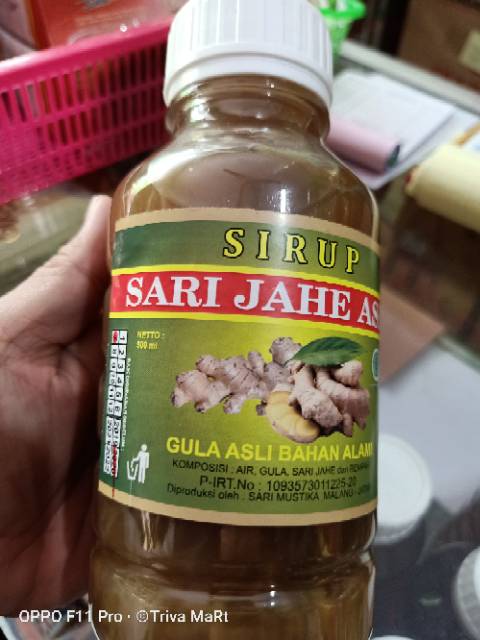 SIRUP
SARI JAHE AS
NETTO :
500 ml
GULA ASLI BAHAN ALAMI
KOMPOSISI : AIR, GULA, SARI JAHE dan REMPAH
P-IRT.No : 1093573011225-20
Diproduksi oleh : SARI MUSTIKA MALANG -
OPPO F11 Pro · ©Triva MaRt